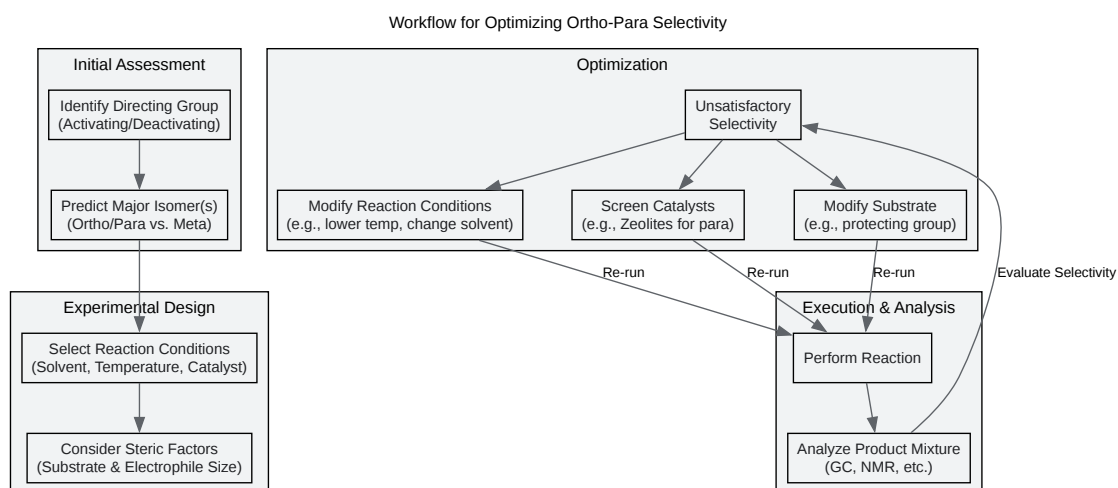 Workflow for Optimizing Ortho-Para Selectivity
Initial Assessment
Identify Directing Group
(Activating/Deactivating)
Predict Major Isomer(s)
(Ortho/Para vs. Meta)
Optimization
Unsatisfactory
Selectivity
Modify Reaction Conditions
(e.g., lower temp, change solvent)
Screen Catalysts
(e.g., Zeolites for para)
Modify Substrate
(e.g., protecting group)
Re-run
Re-run
Re-run
Evaluate Selectivity
Experimental Design
Select Reaction Conditions
(Solvent, Temperature, Catalyst)
Consider Steric Factors
(Substrate & Electrophile Size)
Execution & Analysis
Perform Reaction
Analyze Product Mixture
(GC, NMR, etc.)